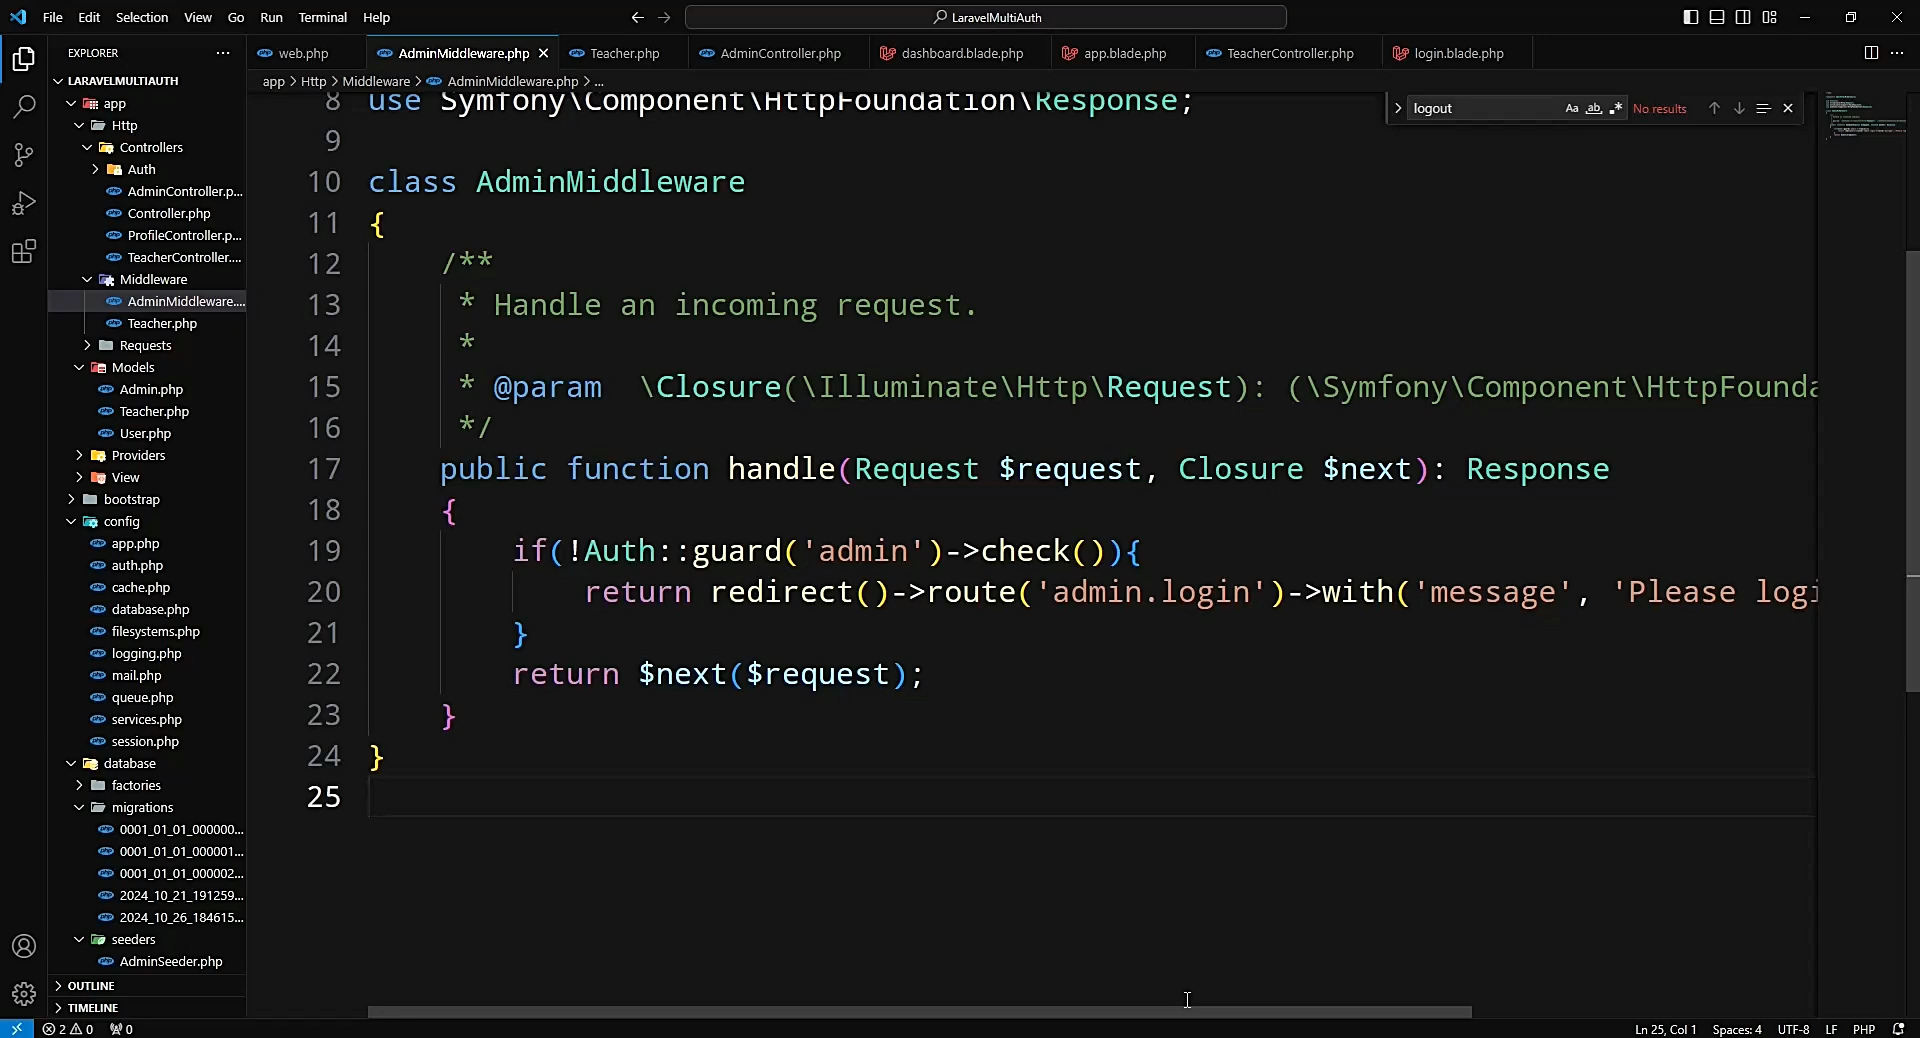 File Edit Selection View Go Run Terminal Help
LaravelMultiAuth
EXPLORER
web.php
AdminMiddleware.php
Teacher.php
AdminController.php
dashboard.blade.php
app.blade.php
TeacherController.php
login.blade.php
app > Http > Middleware > AdminMiddleware.php > ...
logout
Aa ab .* No results
LARAVELMULTIAUTH
app
Http
Controllers
Auth
AdminController.p...
Controller.php
ProfileController.p...
TeacherController....
Middleware
AdminMiddleware....
Teacher.php
Requests
Models
Admin.php
Teacher.php
User.php
Providers
View
bootstrap
config
app.php
auth.php
cache.php
database.php
filesystems.php
logging.php
mail.php
queue.php
services.php
session.php
database
factories
migrations
0001_01_01_000000...
0001_01_01_000001...
0001_01_01_000002...
2024_10_21_191259...
2024_10_26_184615...
seeders
AdminSeeder.php
OUTLINE
TIMELINE
8 use Symfony\Component\HttpFoundation\Response;
9
10 class AdminMiddleware
11 {
12 /**
13 * Handle an incoming request.
14 *
15 * @param \Closure(\Illuminate\Http\Request): (\Symfony\Component\HttpFounda
16 */
17 public function handle(Request $request, Closure $next): Response
18 {
19 if(!Auth::guard('admin')->check()){
20 return redirect()->route('admin.login')->with('message', 'Please logi
21 }
22 return $next($request);
23 }
24 }
25
2 0 0
Ln 25, Col 1 Spaces: 4 UTF-8 LF PHP